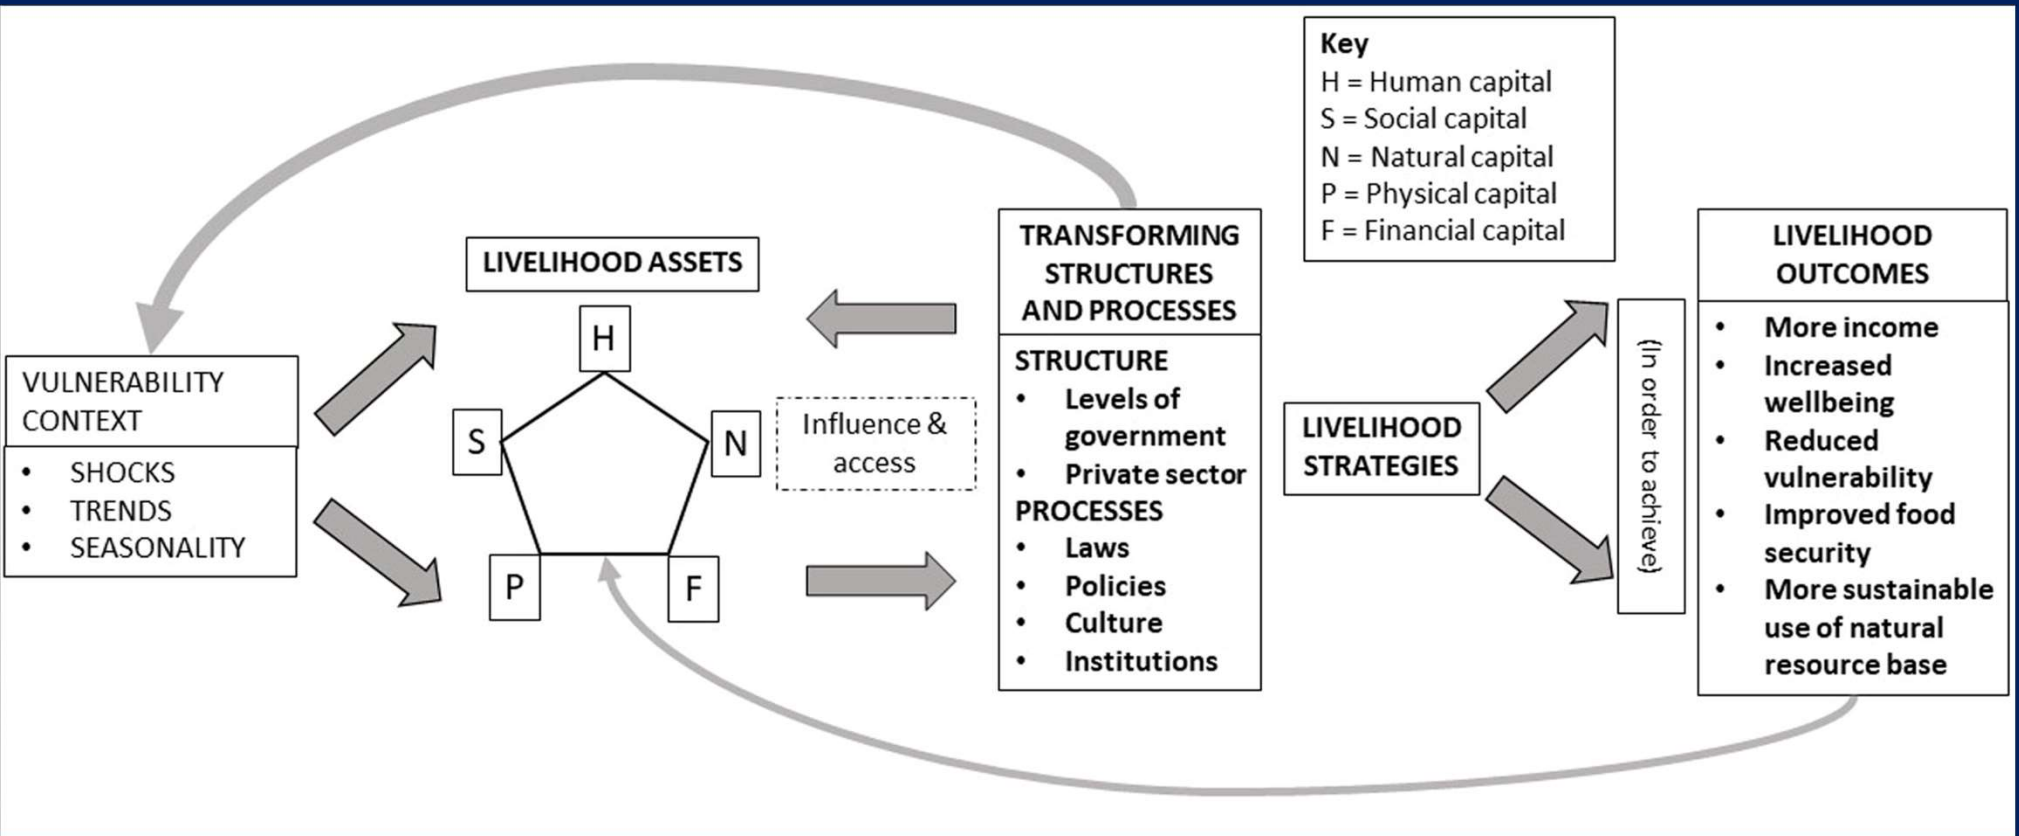 Key
H = Human capital
S = Social capital
N = Natural capital
P = Physical capital
F = Financial capital
VULNERABILITY
CONTEXT
• SHOCKS
• TRENDS
• SEASONALITY
LIVELIHOOD ASSETS
H
S
N
P
F
Influence &
access
TRANSFORMING
STRUCTURES
AND PROCESSES
STRUCTURE
• Levels of
government
• Private sector
PROCESSES
• Laws
• Policies
• Culture
• Institutions
LIVELIHOOD
STRATEGIES
(In order to achieve)
LIVELIHOOD
OUTCOMES
• More income
• Increased
wellbeing
• Reduced
vulnerability
• Improved food
security
• More sustainable
use of natural
resource base